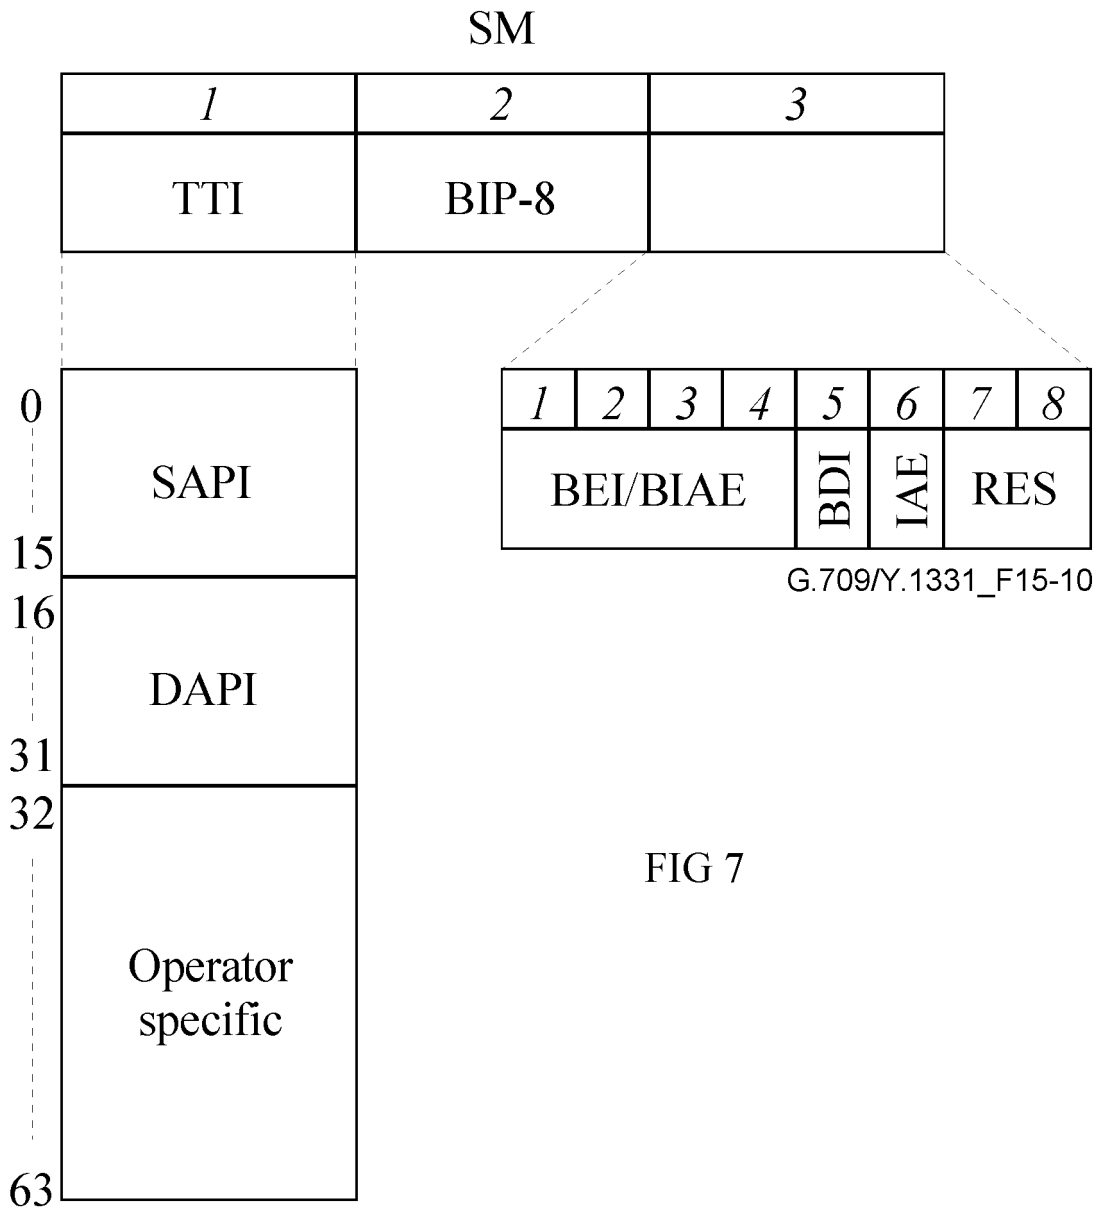 SM
1 2 3
TTI BIP-8
0
SAPI
15
16
DAPI
31
32
Operator
specific
63
1 2 3 4 5 6 7 8
BEI/BIAE BDI IAE RES
G.709/Y.1331_F15-10
FIG 7